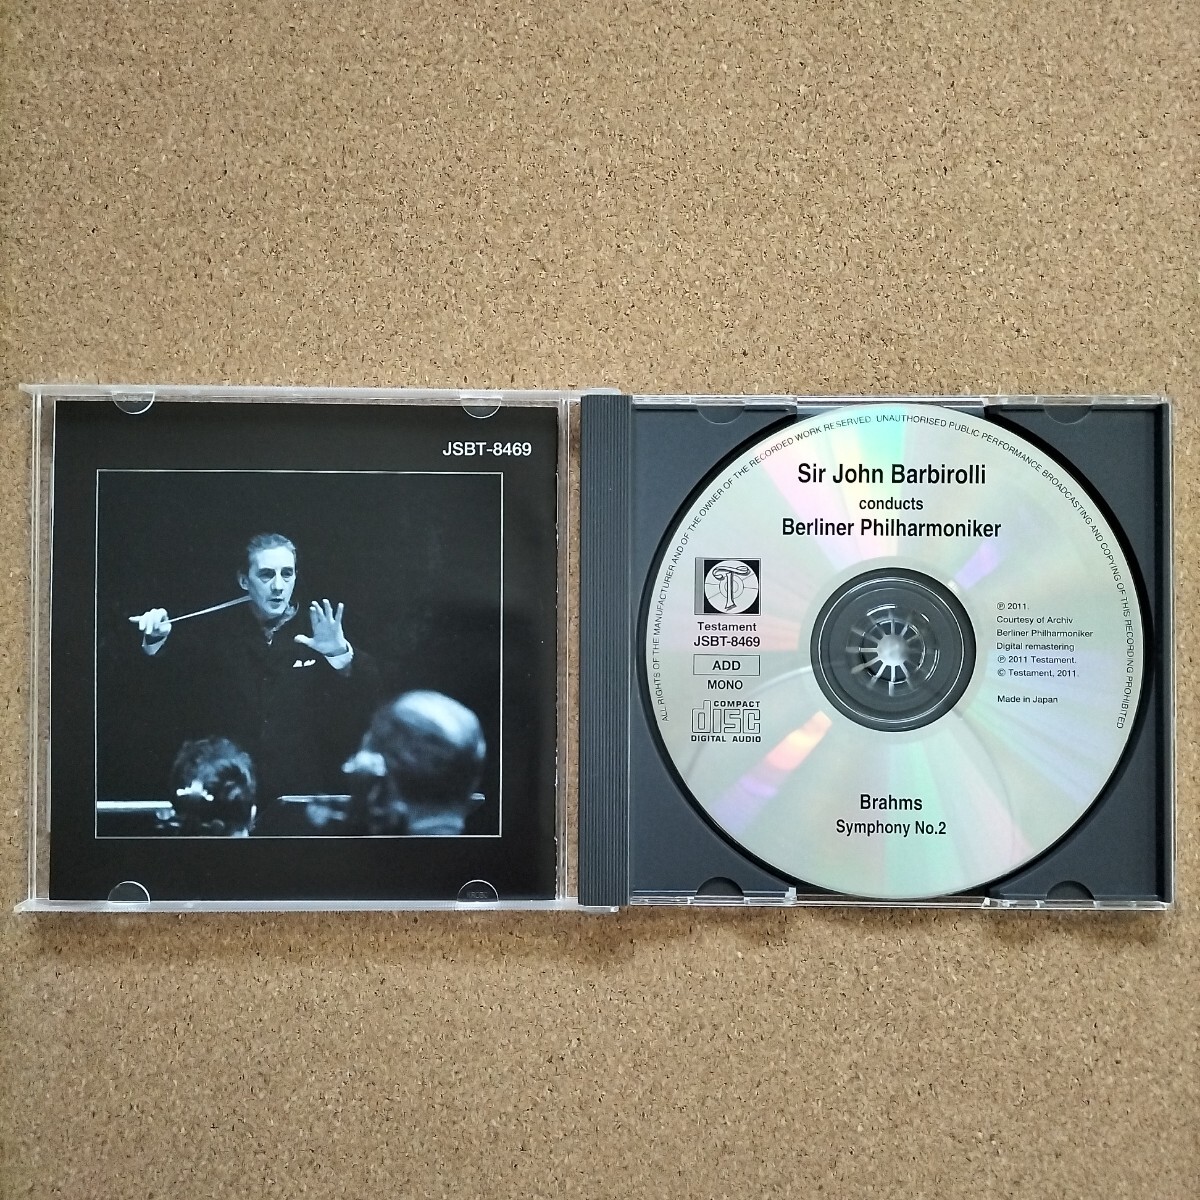 JSBT-8469
ALL RIGHTS OF THE MANUFACTURER AND OF THE OWNER OF THE RECORDED WORK RESERVED. UNAUTHORISED PUBLIC PERFORMANCE BROADCASTING AND COPYING OF THIS RECORDING PROHIBITED
Sir John Barbirolli
conducts
Berliner Philharmoniker
Testament
JSBT-8469
ADD
MONO
COMPACT
disc
DIGITAL AUDIO
℗ 2011.
Courtesy of Archiv
Berliner Philharmoniker
Digital remastering
℗ 2011 Testament.
© Testament, 2011.
Made in Japan
Brahms
Symphony No.2